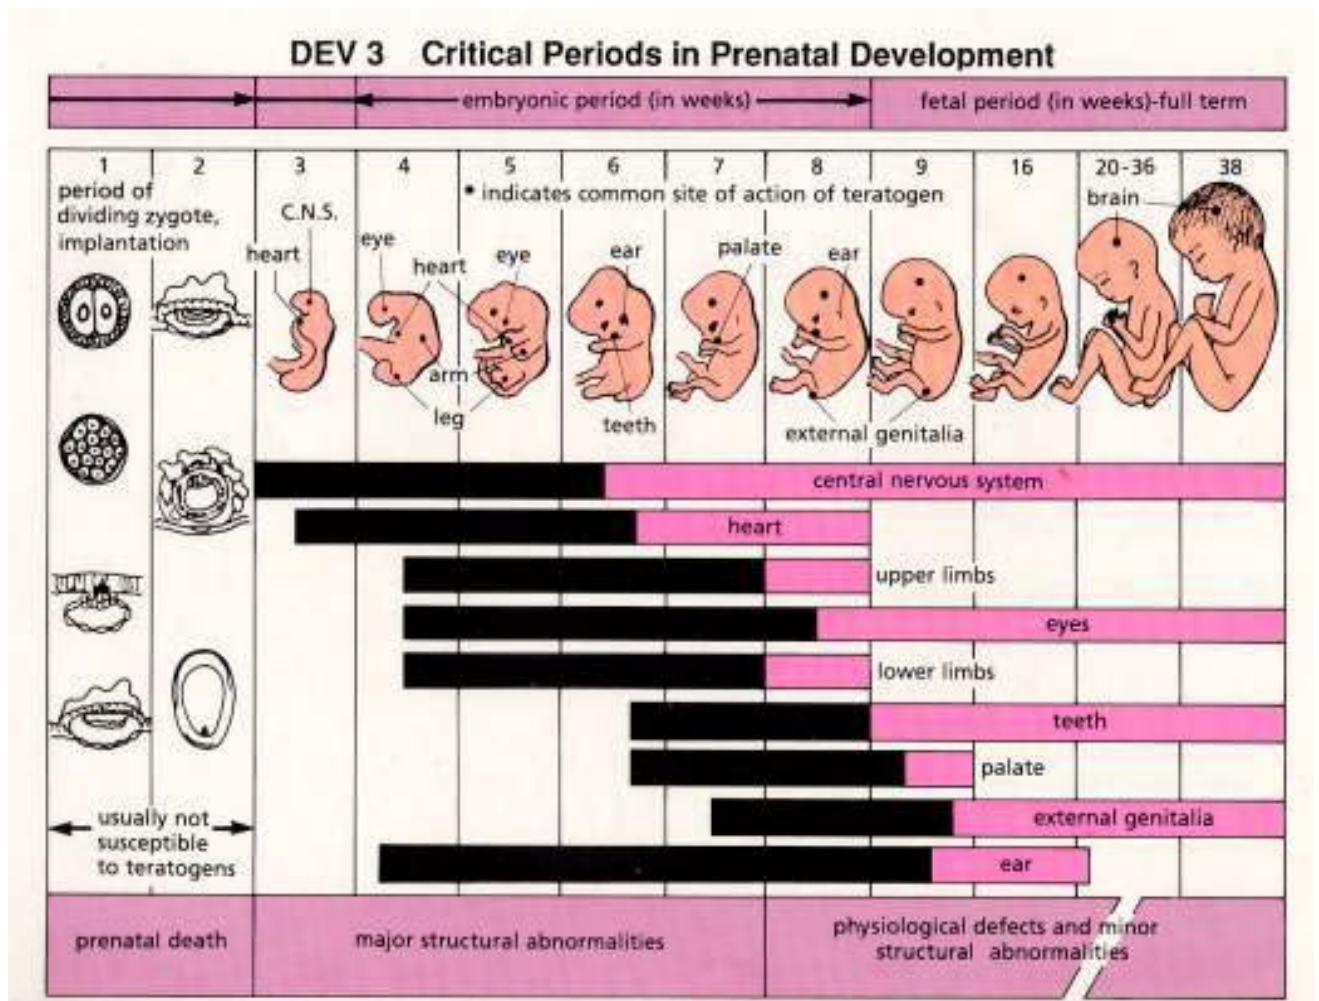 DEV 3 Critical Periods in Prenatal Development
embryonic period (in weeks)
fetal period (in weeks)-full term
1 2 3 4 5 6 7 8 9 16 20-36 38
period of
dividing zygote,
implantation
• indicates common site of action of teratogen
C.N.S.
heart
eye
heart
eye
ear
palate
ear
brain
arm
leg
teeth
external genitalia
central nervous system
heart
upper limbs
eyes
lower limbs
teeth
palate
external genitalia
ear
usually not
susceptible
to teratogens
prenatal death
major structural abnormalities
physiological defects and minor
structural abnormalities